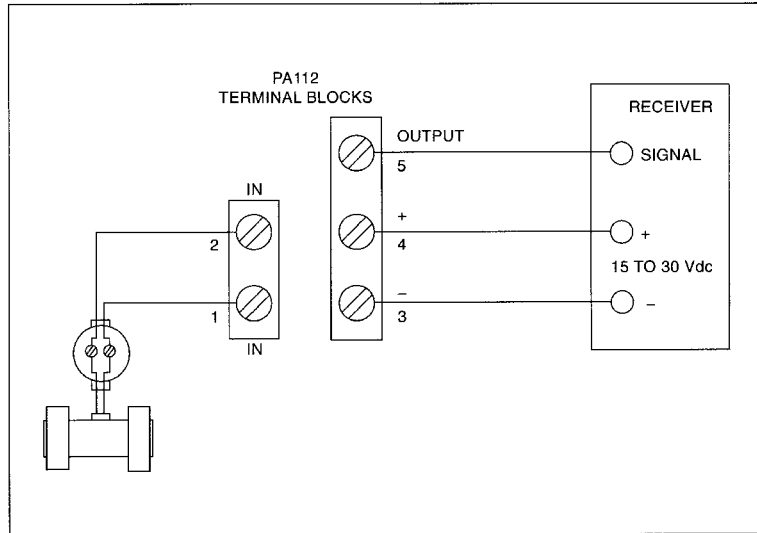 PA112
TERMINAL BLOCKS
RECEIVER
OUTPUT
5
SIGNAL
IN
2
+
4
+
15 TO 30 Vdc
1
–
3
–
IN